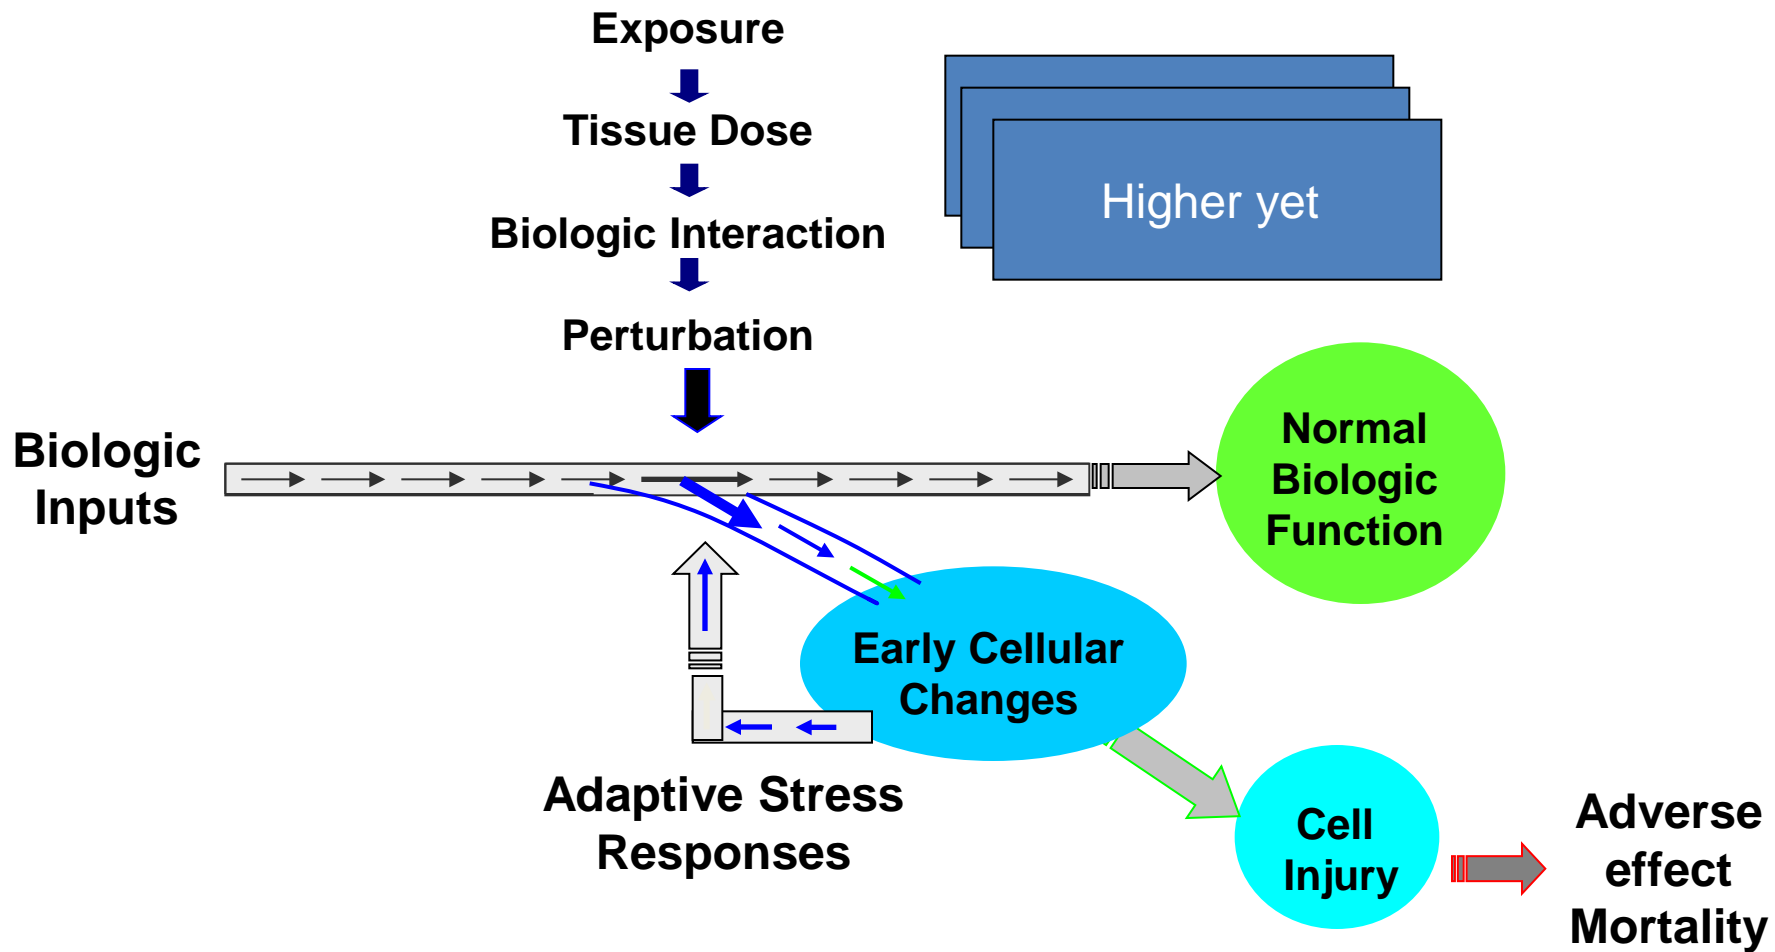 Exposure
Tissue Dose
Higher yet
Biologic Interaction
Perturbation
Biologic
Inputs
Normal
Biologic
Function
Early Cellular
Changes
Adaptive Stress
Responses
Cell
Injury
Adverse
effect
Mortality